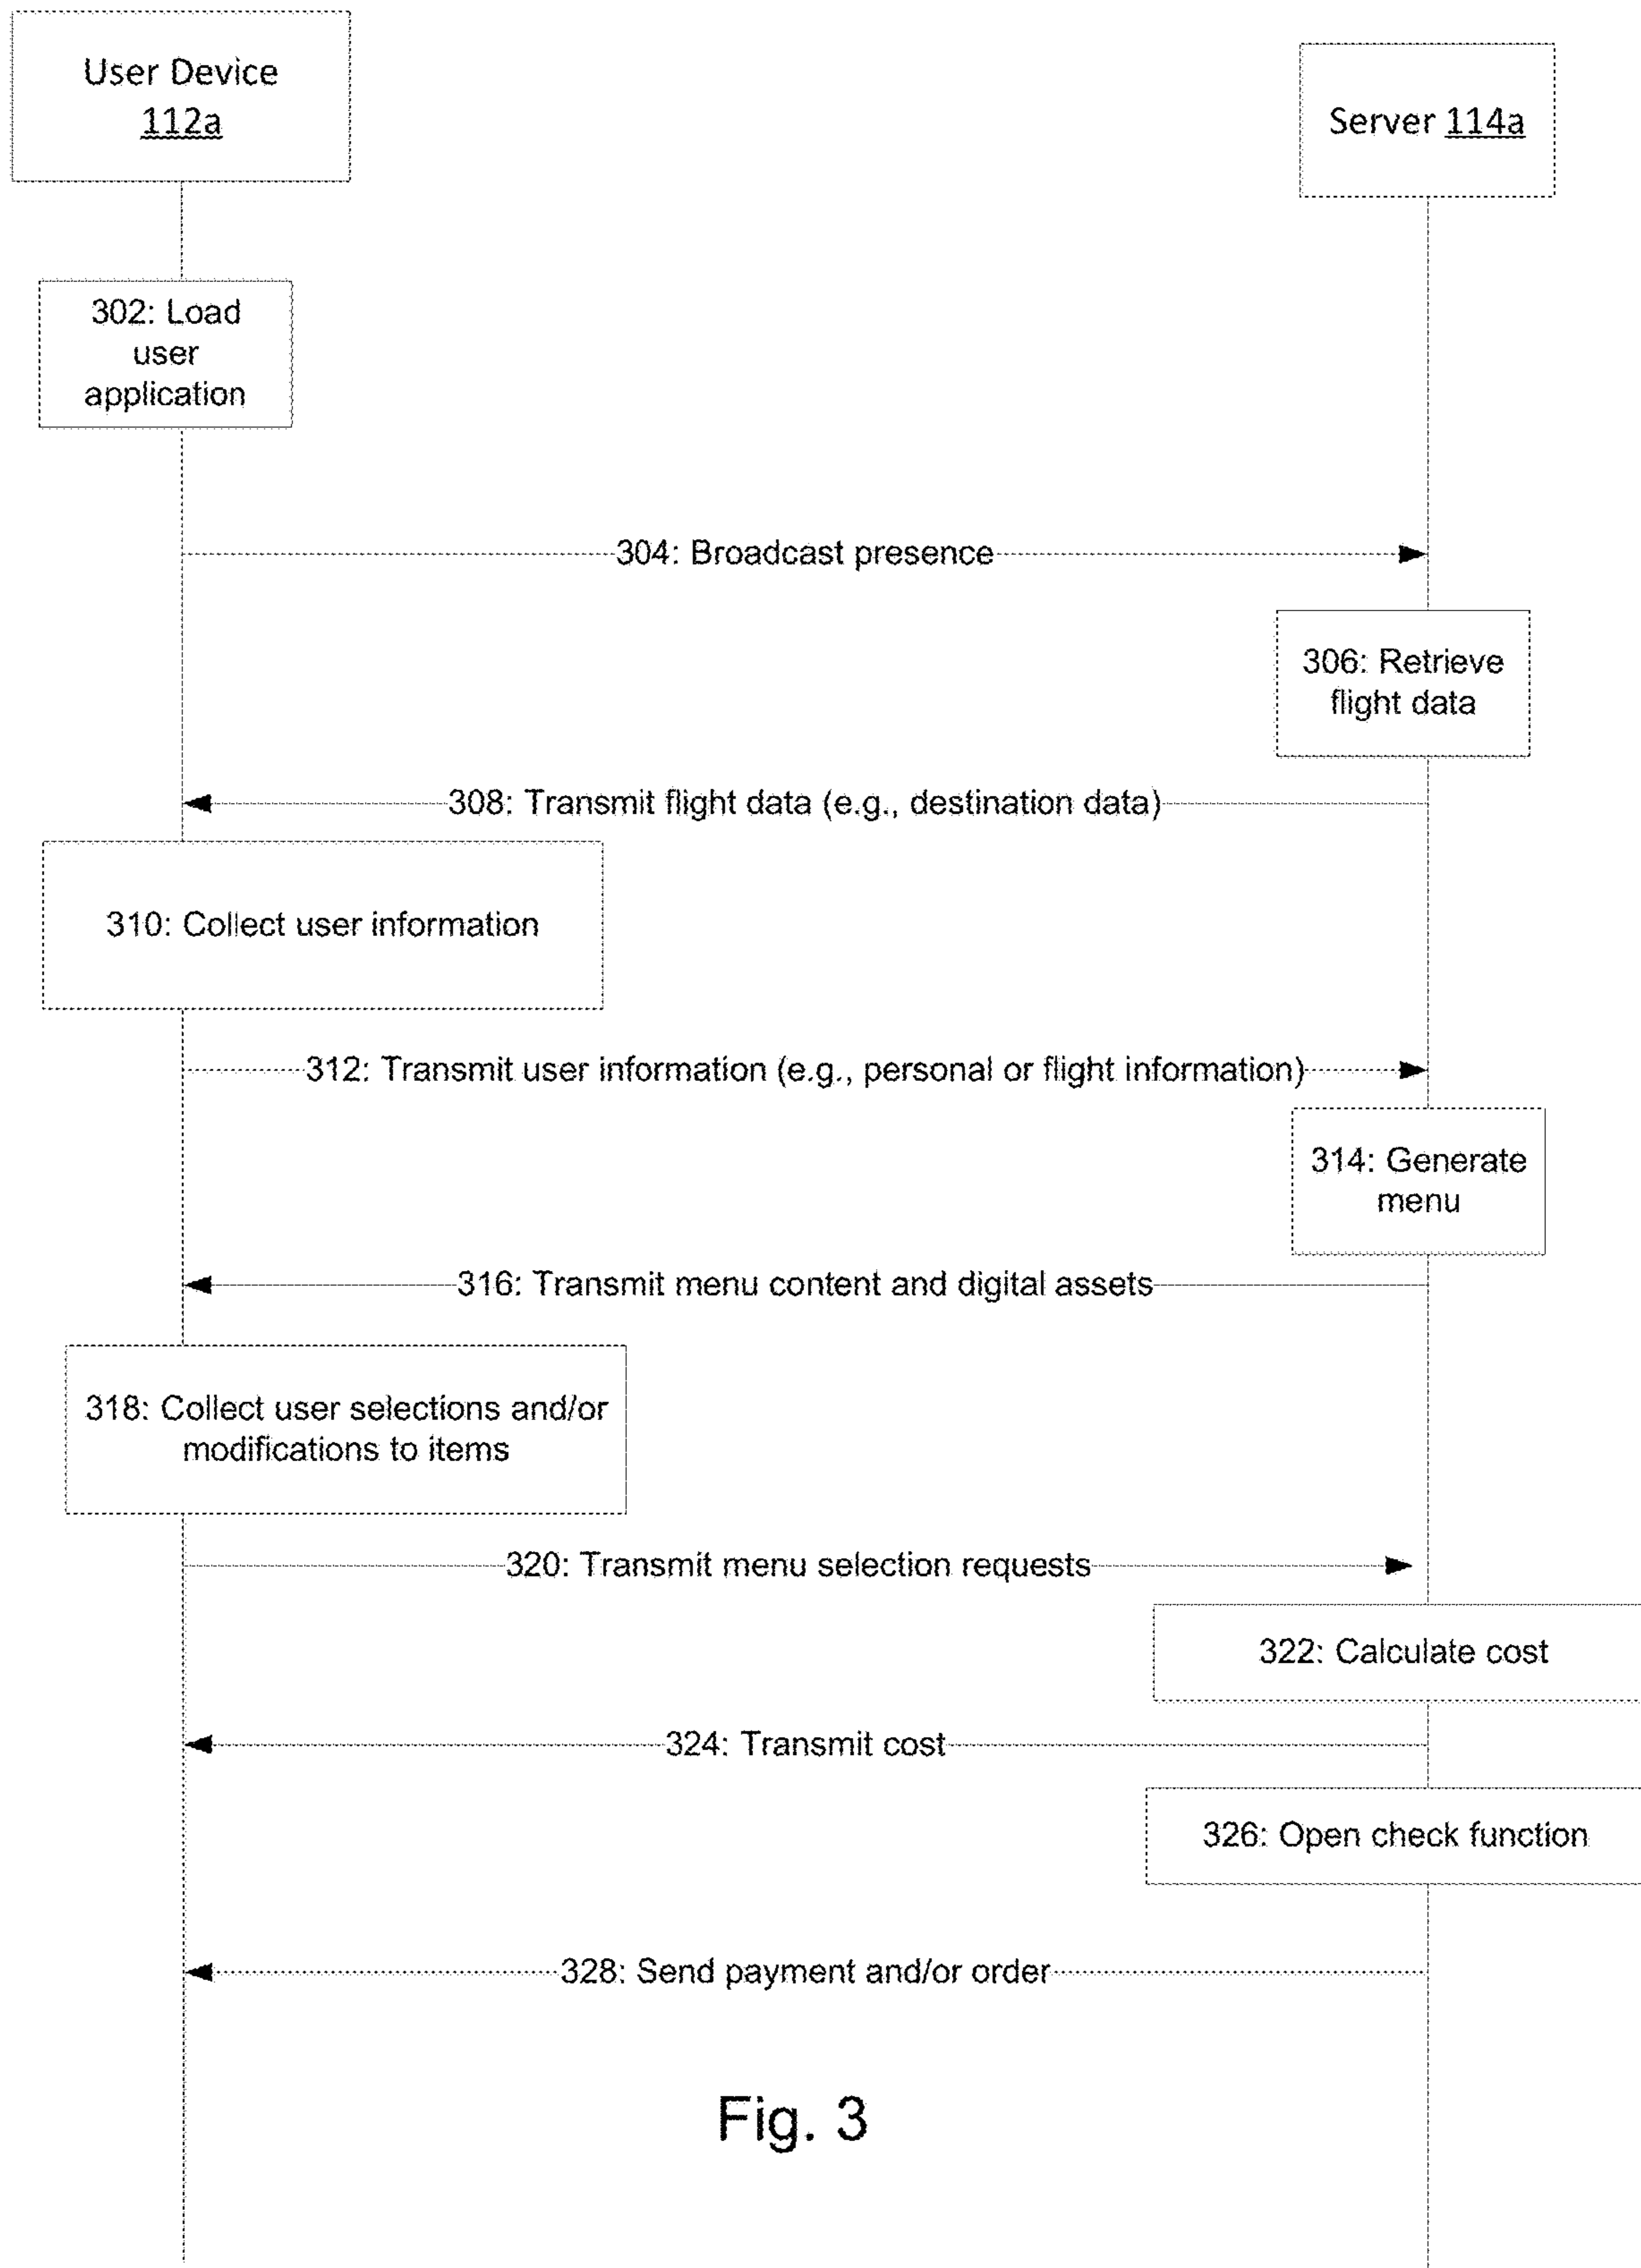 User Device
112a
Server 114a
302: Load
user
application
304: Broadcast presence
306: Retrieve
flight data
308: Transmit flight data (e.g., destination data)
310: Collect user information
312: Transmit user information (e.g., personal or flight information)
314: Generate
menu
316: Transmit menu content and digital assets
318: Collect user selections and/or
modifications to items
320: Transmit menu selection requests
322: Calculate cost
324: Transmit cost
326: Open check function
328: Send payment and/or order
Fig. 3